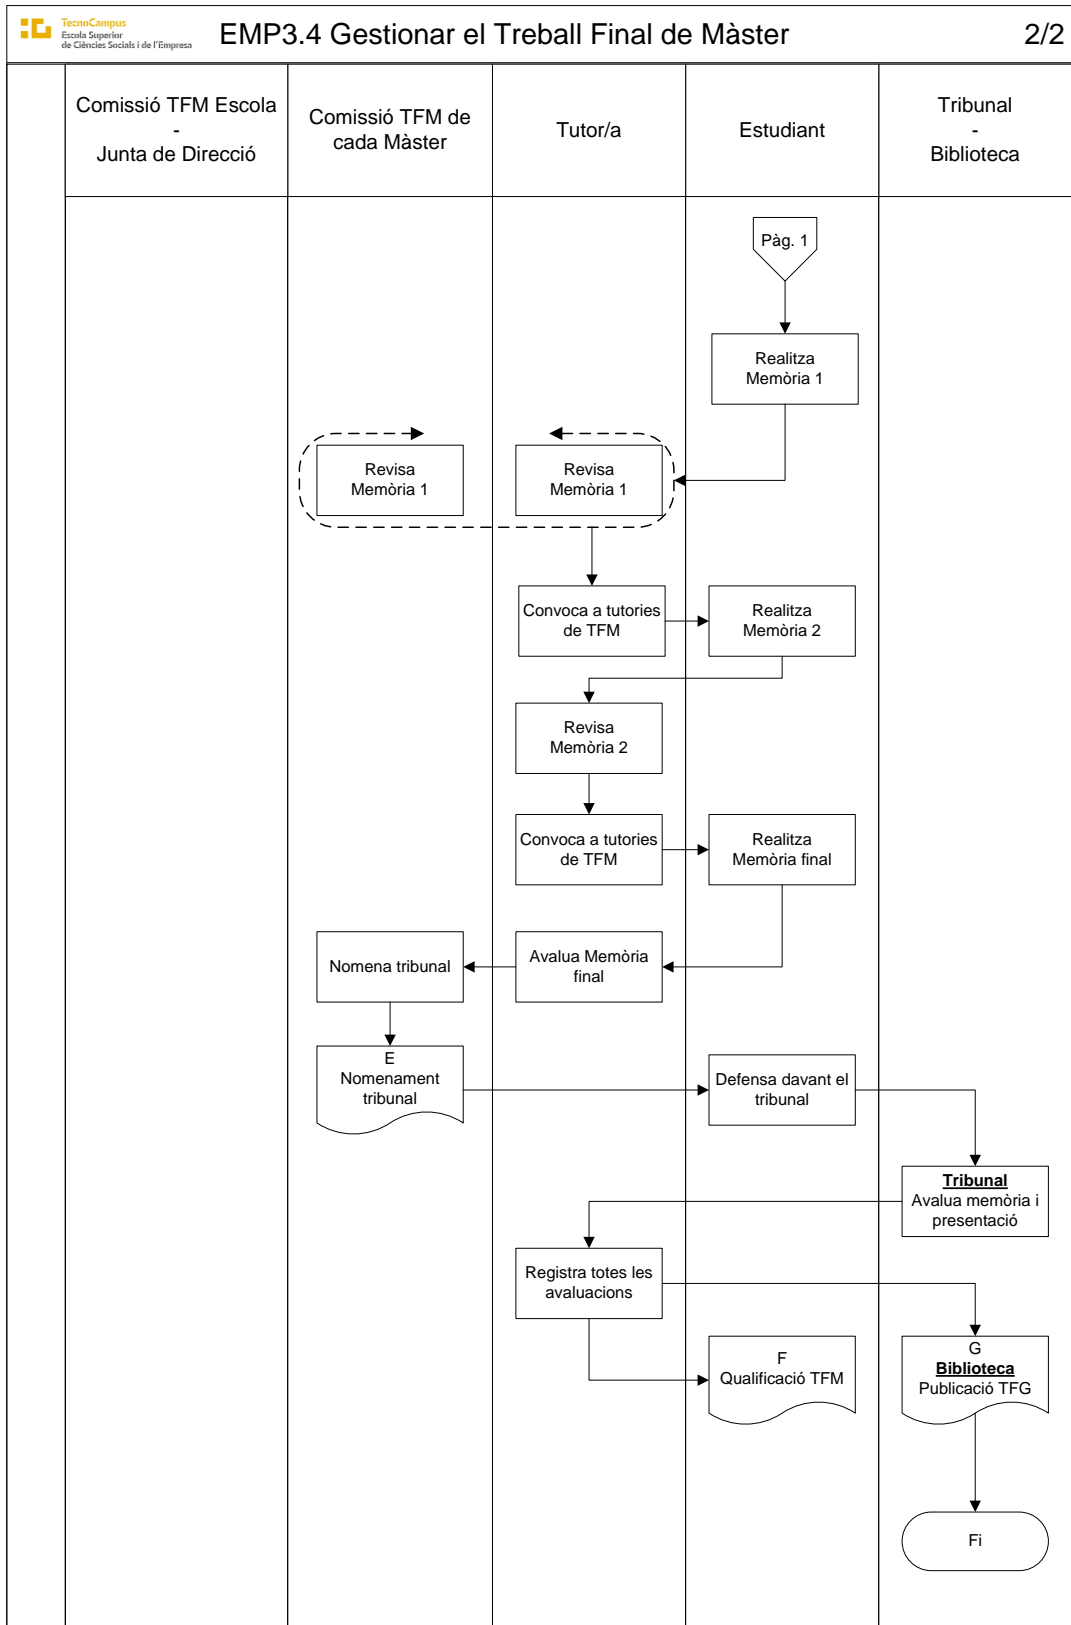 TecnoCampus
Escola Superior
de Ciències Socials i de l'Empresa
EMP3.4 Gestionar el Treball Final de Màster
2/2
Comissió TFM Escola
-
Junta de Direcció
Comissió TFM de
cada Màster
Tutor/a
Estudiant
Tribunal
-
Biblioteca
Pàg. 1
Realitza
Memòria 1
Revisa
Memòria 1
Revisa
Memòria 1
Convoca a tutories
de TFM
Realitza
Memòria 2
Revisa
Memòria 2
Convoca a tutories
de TFM
Realitza
Memòria final
Nomena tribunal
Avalua Memòria
final
E
Nomenament
tribunal
Defensa davant el
tribunal
Tribunal
Avalua memòria i
presentació
Registra totes les
avaluacions
F
Qualificació TFM
G
Biblioteca
Publicació TFG
Fi